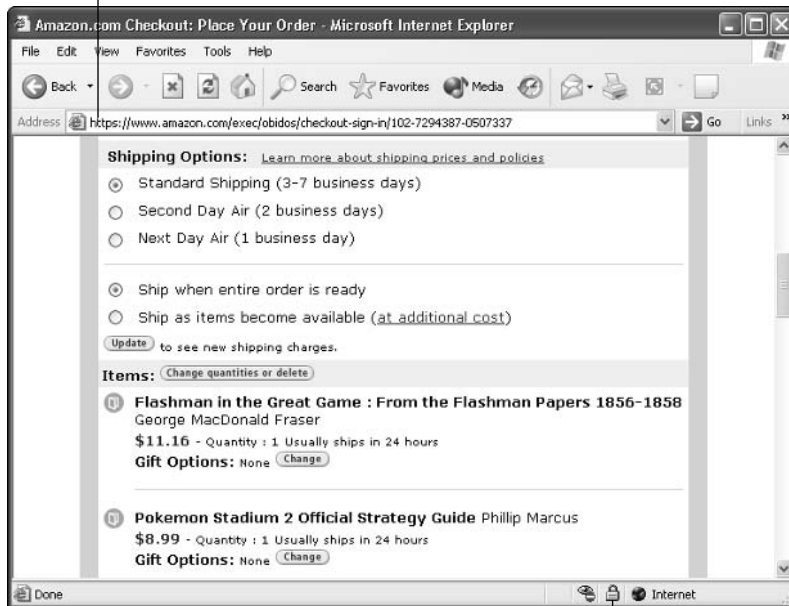 Amazon.com Checkout: Place Your Order - Microsoft Internet Explorer
File Edit View Favorites Tools Help
Back Search Favorites Media
Address https://www.amazon.com/exec/obidos/checkout-sign-in/102-7294387-0507337 Go Links »
Shipping Options: Learn more about shipping prices and policies
Standard Shipping (3-7 business days)
Second Day Air (2 business days)
Next Day Air (1 business day)
Ship when entire order is ready
Ship as items become available (at additional cost)
Update to see new shipping charges.
Items: Change quantities or delete
Flashman in the Great Game : From the Flashman Papers 1856-1858
George MacDonald Fraser
$11.16 - Quantity : 1 Usually ships in 24 hours
Gift Options: None Change
Pokemon Stadium 2 Official Strategy Guide Phillip Marcus
$8.99 - Quantity : 1 Usually ships in 24 hours
Gift Options: None Change
Done Internet